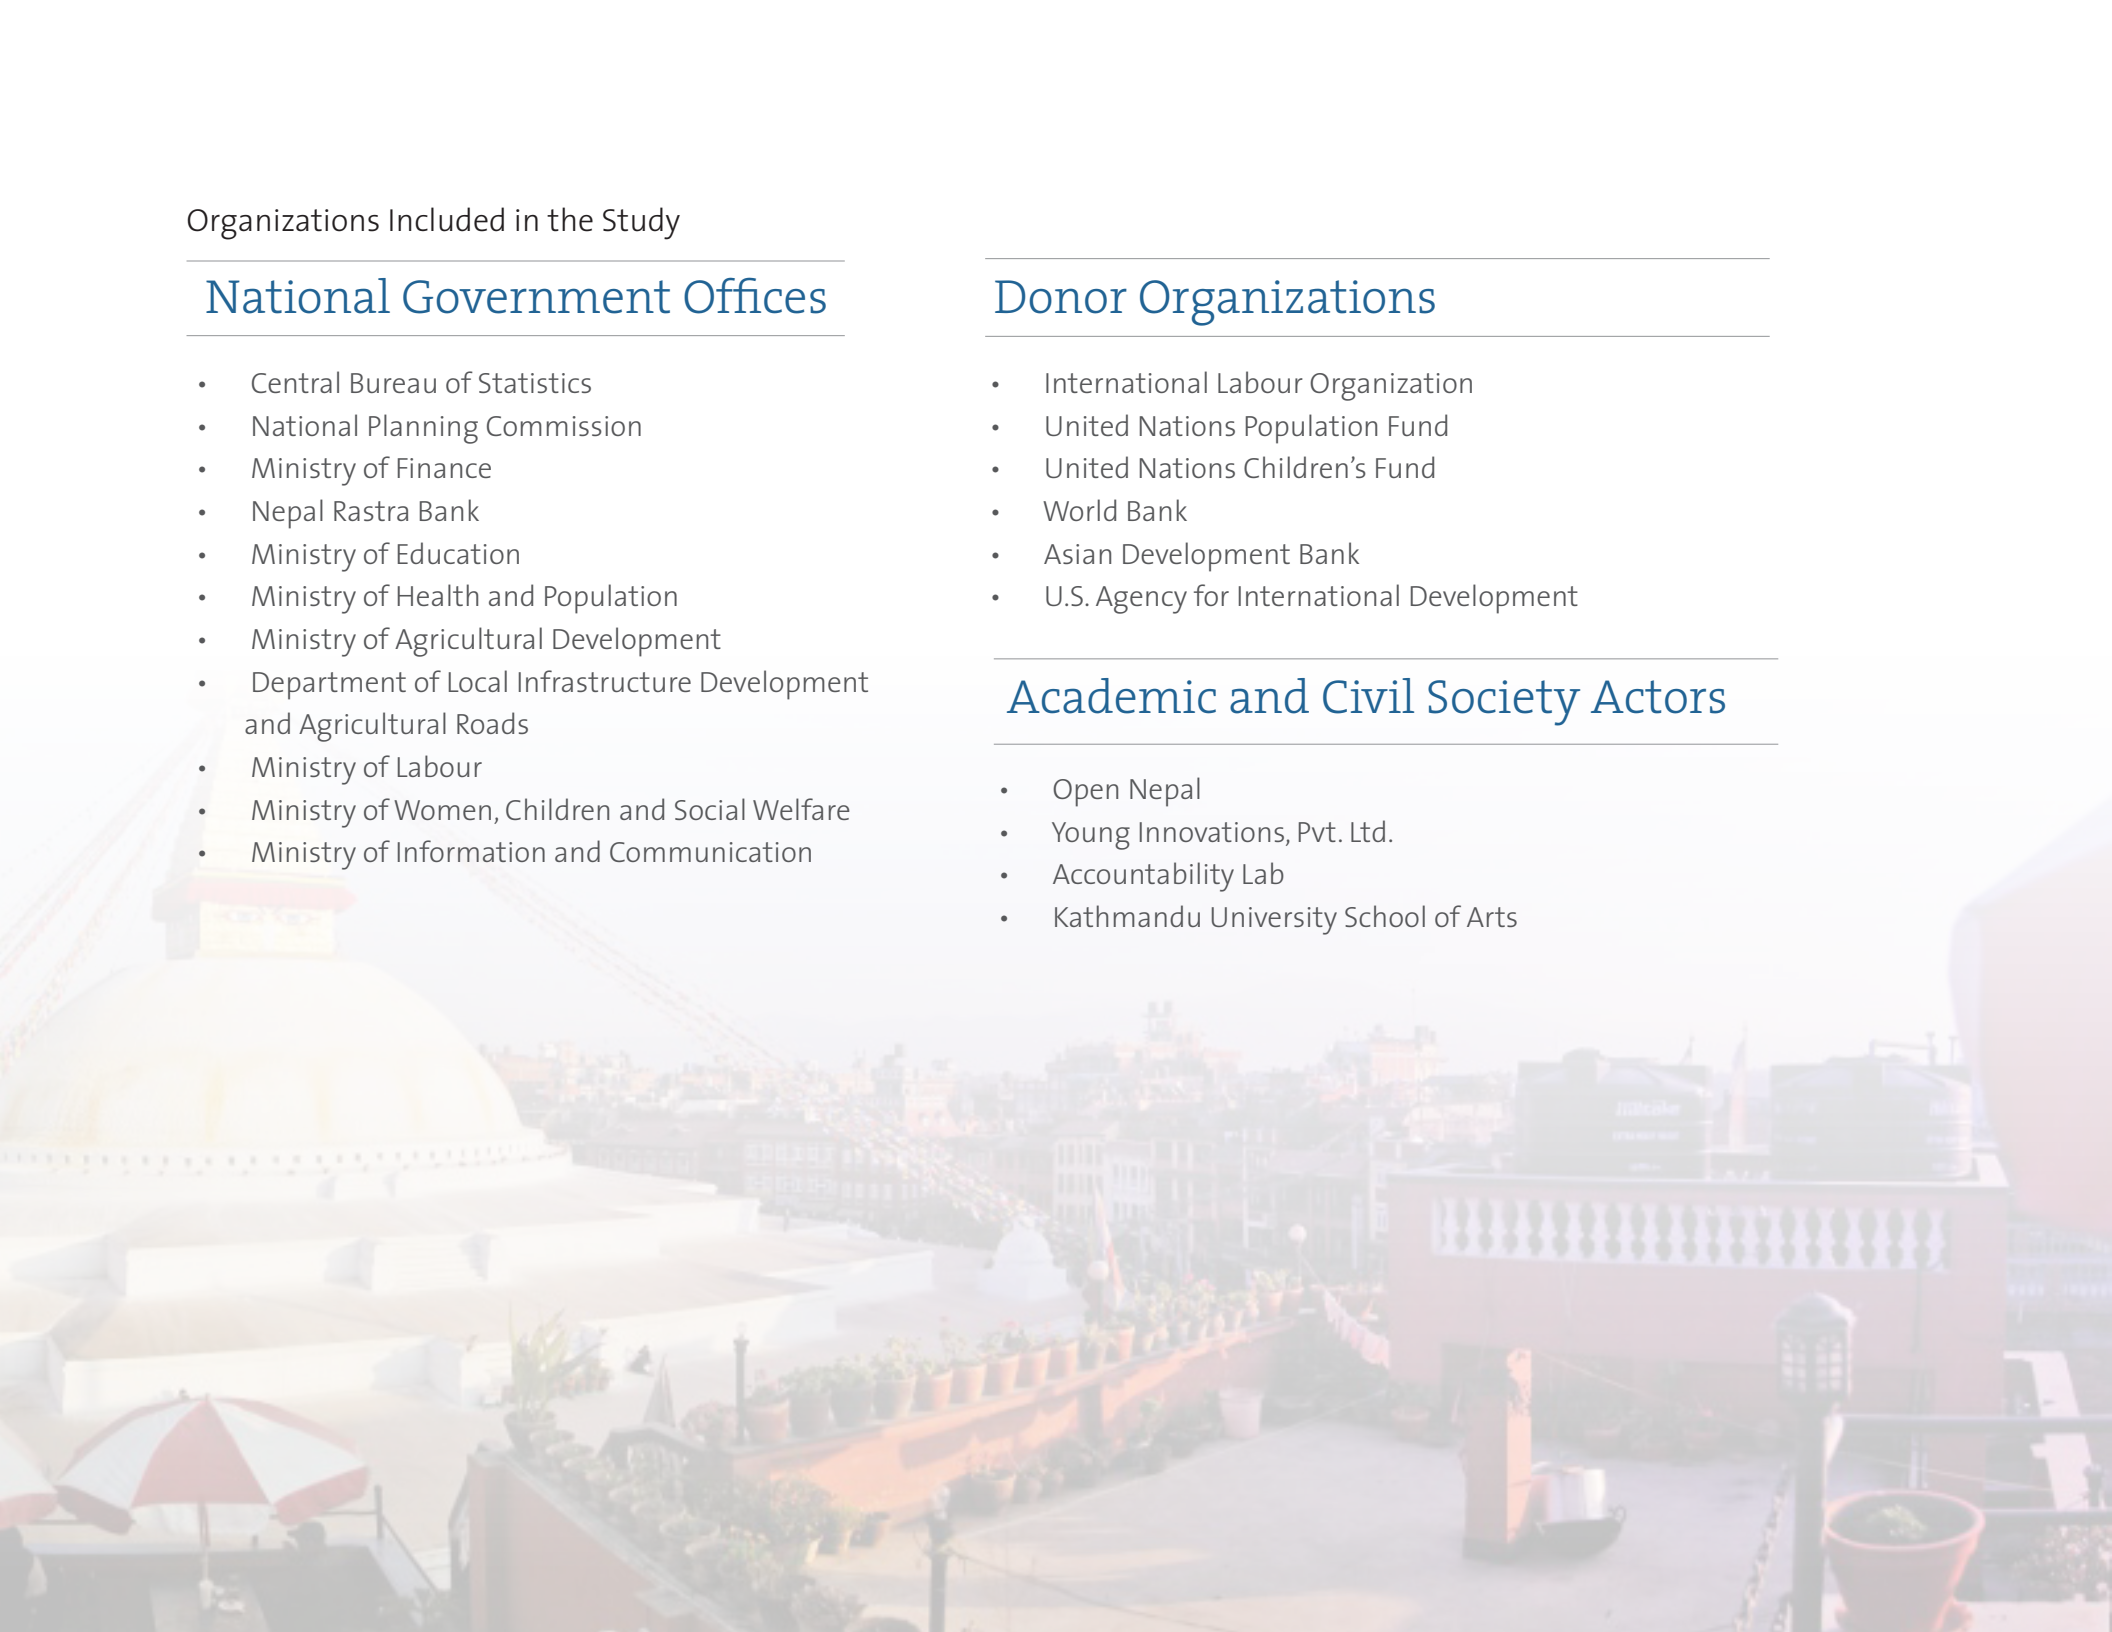 Organizations Included in the Study
National Government Offices
• Central Bureau of Statistics
• National Planning Commission
• Ministry of Finance
• Nepal Rastra Bank
• Ministry of Education
• Ministry of Health and Population
• Ministry of Agricultural Development
• Department of Local Infrastructure Development
and Agricultural Roads
• Ministry of Labour
• Ministry of Women, Children and Social Welfare
• Ministry of Information and Communication
Donor Organizations
• International Labour Organization
• United Nations Population Fund
• United Nations Children’s Fund
• World Bank
• Asian Development Bank
• U.S. Agency for International Development
Academic and Civil Society Actors
• Open Nepal
• Young Innovations, Pvt. Ltd.
• Accountability Lab
• Kathmandu University School of Arts